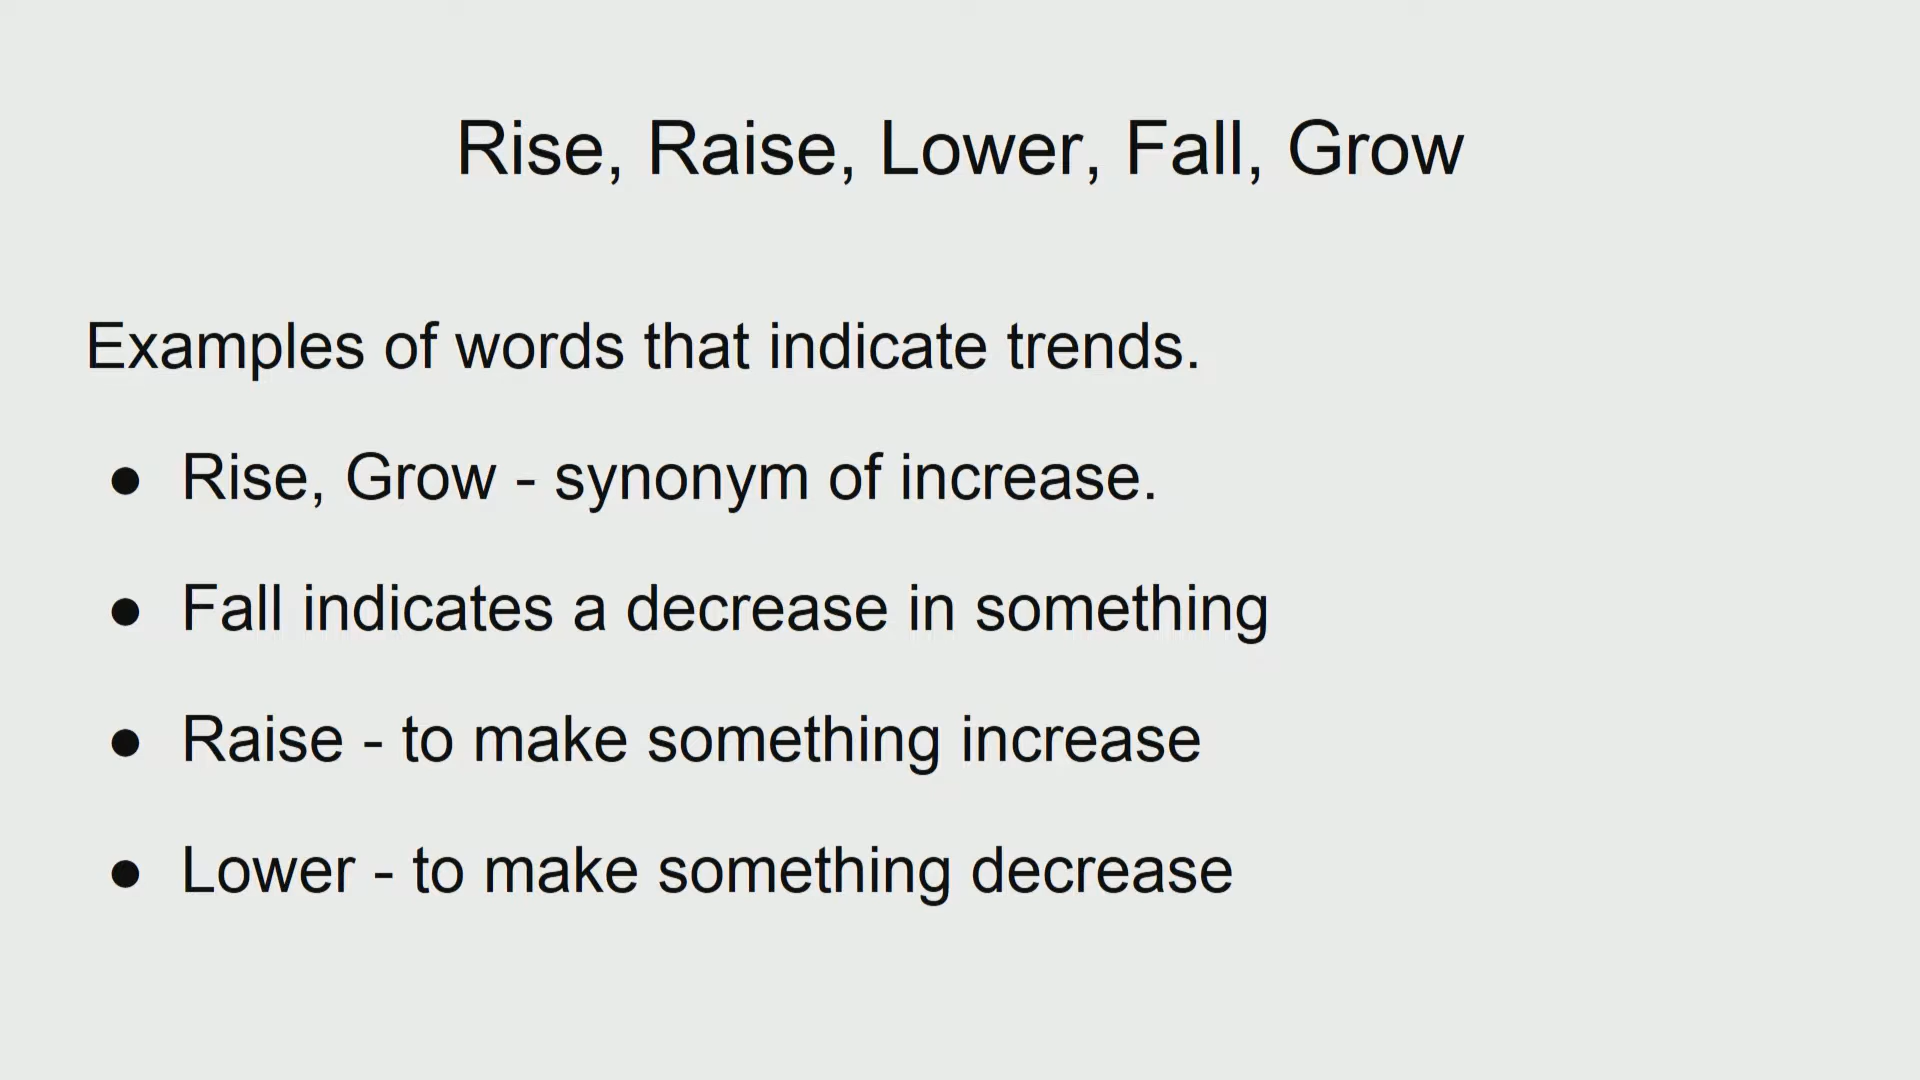 Rise, Raise, Lower, Fall, Grow
Examples of words that indicate trends.
● Rise, Grow - synonym of increase.
● Fall indicates a decrease in something
● Raise - to make something increase
● Lower - to make something decrease